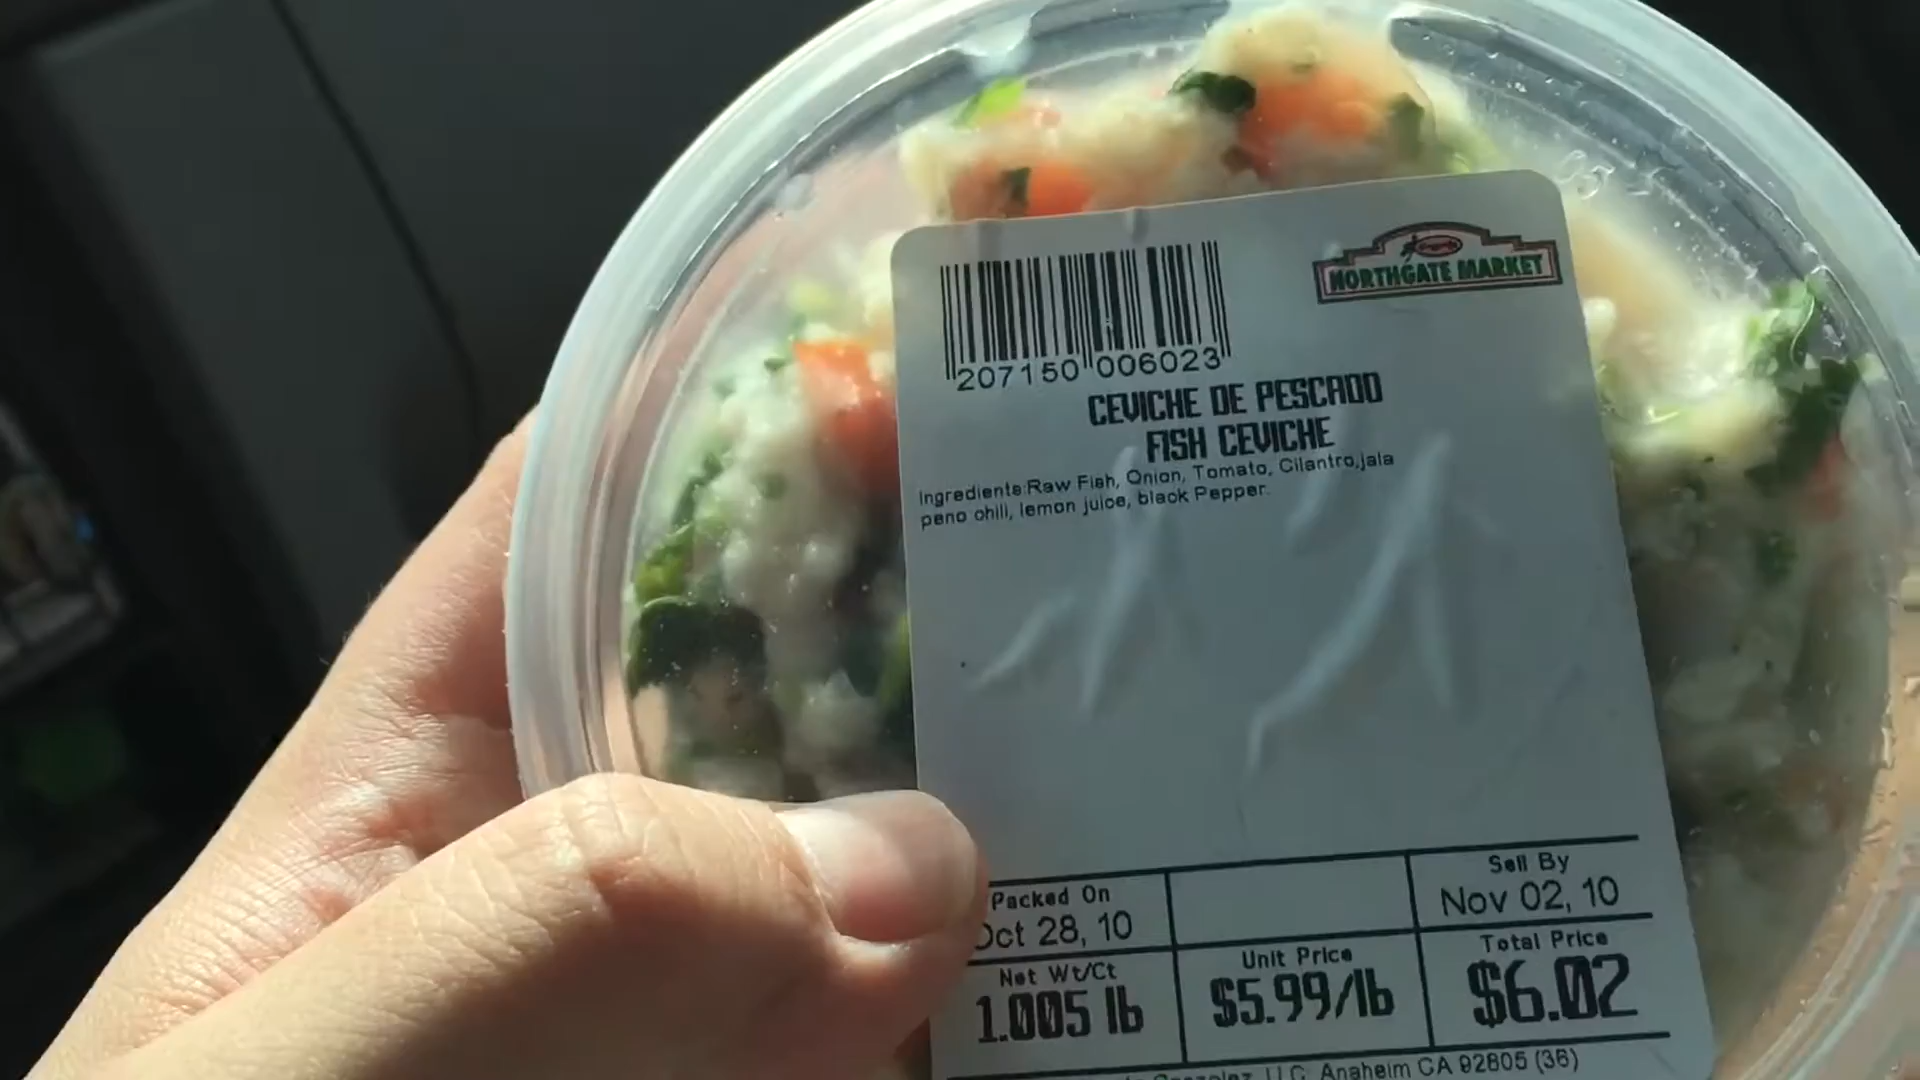 NORTHGATE MARKET
207150 006023
CEVICHE DE PESCADO
FISH CEVICHE
Ingredients:Raw Fish, Onion, Tomato, Cilantro,jala
peno chili, lemon juice, black Pepper.
Packed On
Oct 28, 10
Sell By
Nov 02, 10
Net Wt/Ct
1.005 lb
Unit Price
$5.99/lb
Total Price
$6.02
Gonzalez, LLC, Anaheim CA 92805 (36)